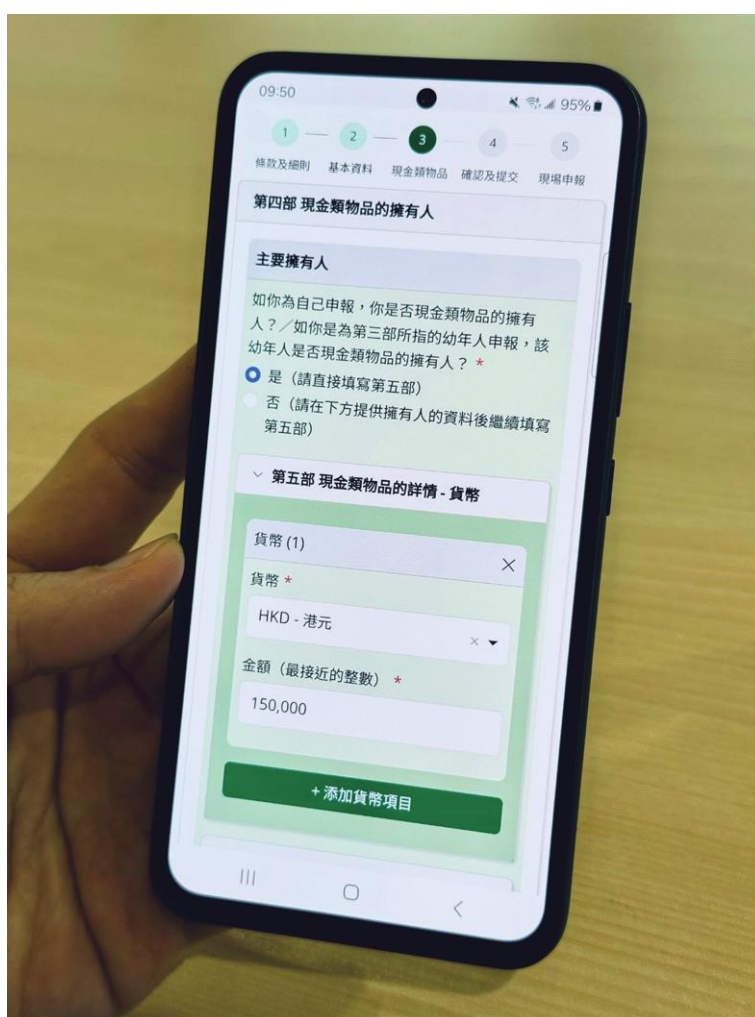 09:50
95%
1
2
3
4
5
條款及細則
基本資料
現金類物品
確認及提交
現場申報
第四部 現金類物品的擁有人
主要擁有人
如你為自己申報，你是否現金類物品的擁有
人？／如你是為第三部所指的幼年人申報，該
幼年人是否現金類物品的擁有人？ *
是（請直接填寫第五部）
否（請在下方提供擁有人的資料後繼續填寫
第五部）
第五部 現金類物品的詳情 - 貨幣
貨幣 (1)
貨幣 *
HKD - 港元
金額（最接近的整數） *
150,000
+ 添加貨幣項目